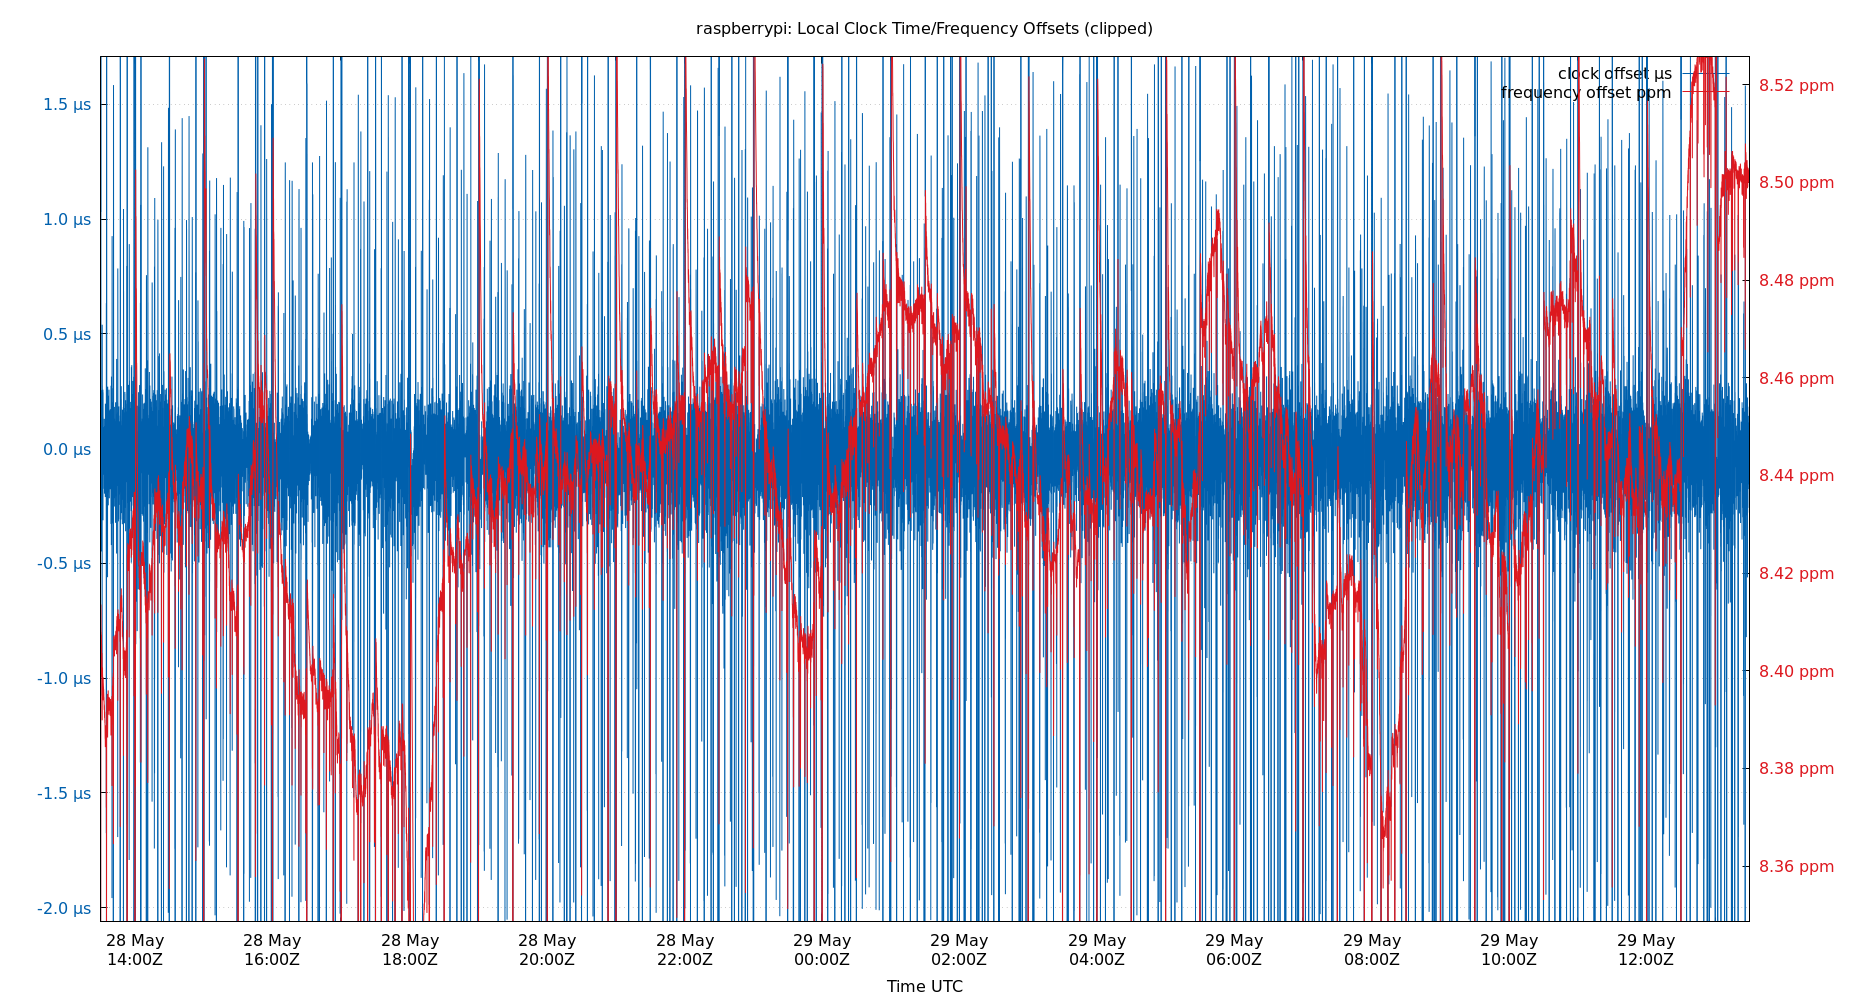 raspberrypi: Local Clock Time/Frequency Offsets (clipped)
clock offset µs
frequency offset ppm
1.5 µs
1.0 µs
0.5 µs
0.0 µs
-0.5 µs
-1.0 µs
-1.5 µs
-2.0 µs
8.52 ppm
8.50 ppm
8.48 ppm
8.46 ppm
8.44 ppm
8.42 ppm
8.40 ppm
8.38 ppm
8.36 ppm
28 May 28 May 28 May 28 May 28 May 29 May 29 May 29 May 29 May 29 May 29 May 29 May
14:00Z 16:00Z 18:00Z 20:00Z 22:00Z 00:00Z 02:00Z 04:00Z 06:00Z 08:00Z 10:00Z 12:00Z
Time UTC